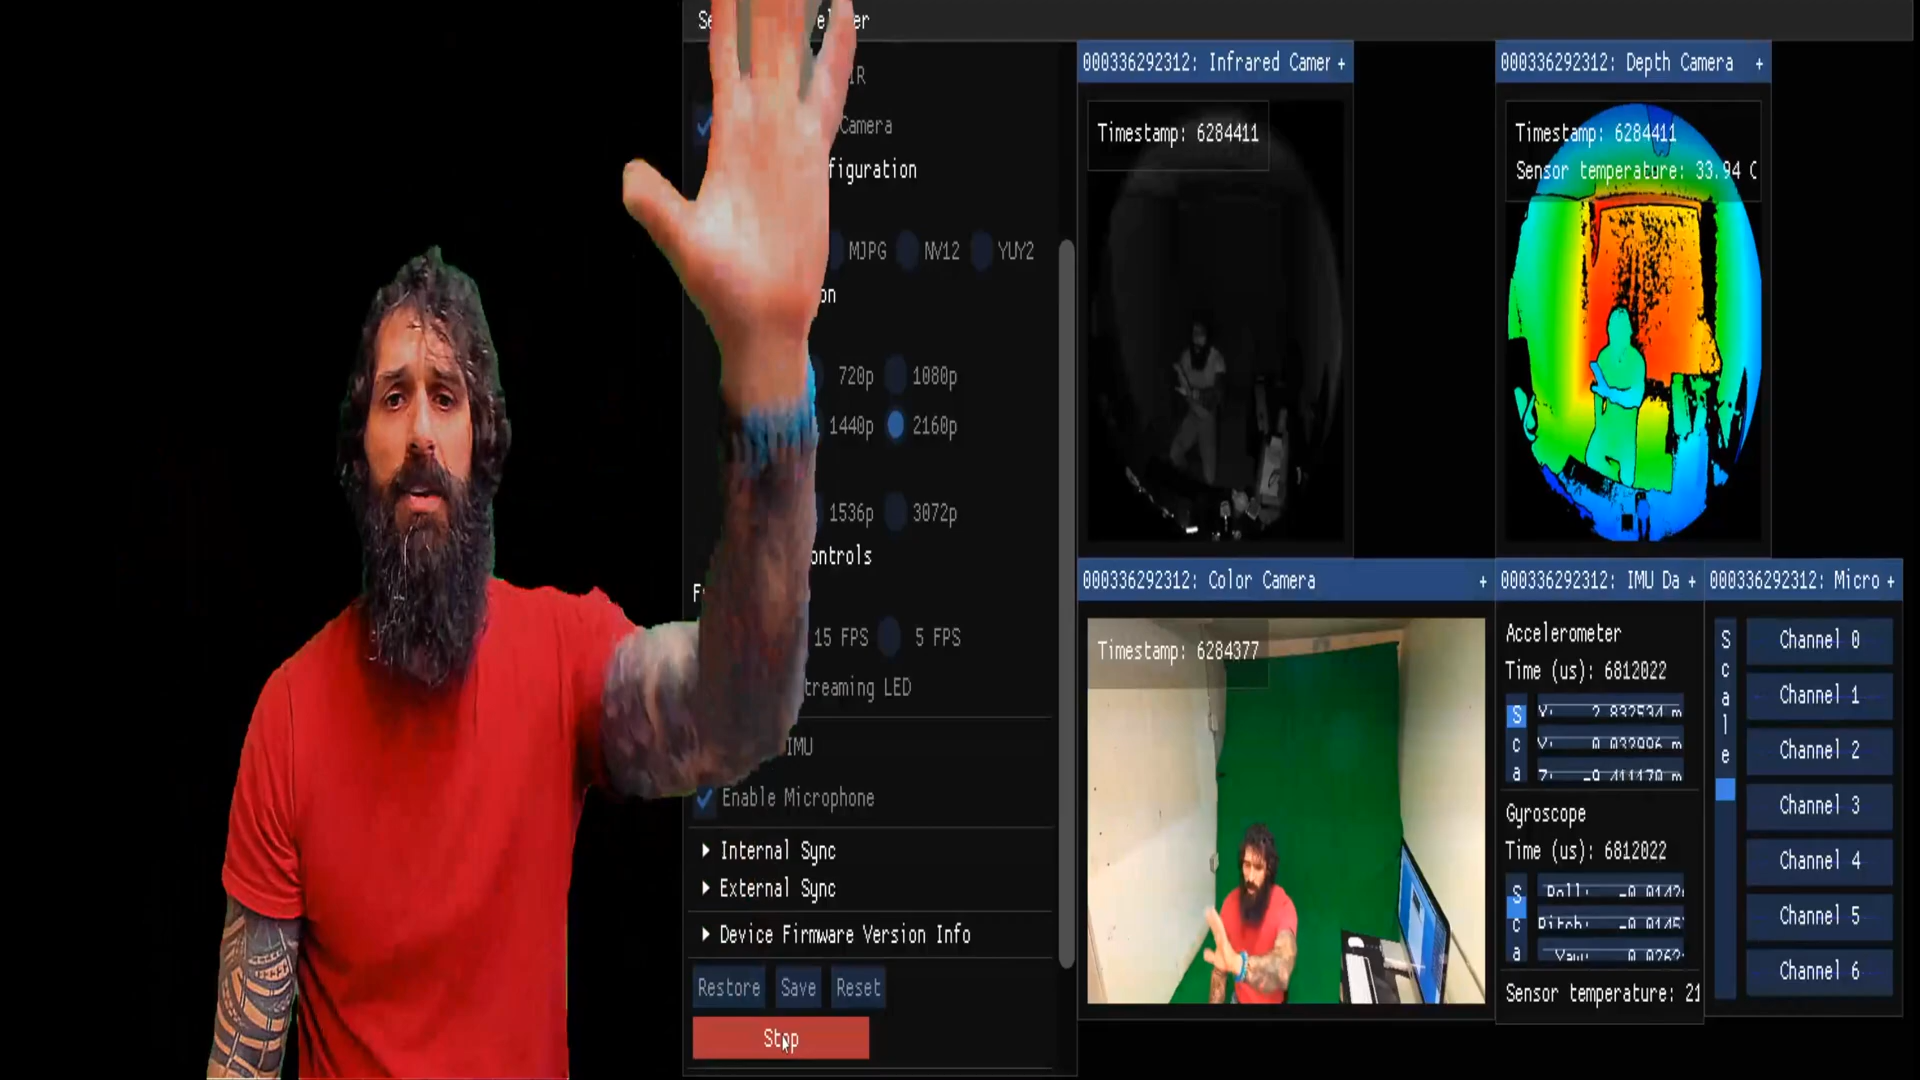 000336292312: Infrared Camer +
000336292312: Depth Camera +
IR
Camera
Timestamp: 6284411
Timestamp: 6284411
Sensor temperature: 33.94 C
figuration
MJPG NV12 YUY2
on
720p 1080p
1440p 2160p
1536p 3072p
ontrols
15 FPS 5 FPS
treaming LED
IMU
Enable Microphone
Internal Sync
External Sync
Device Firmware Version Info
Restore Save Reset
Stop
000336292312: Color Camera +
Timestamp: 6284377
000336292312: IMU Da +
Accelerometer
Time (us): 6812022
Gyroscope
Time (us): 6812022
Sensor temperature: 21
000336292312: Micro +
Scale
Channel 0
Channel 1
Channel 2
Channel 3
Channel 4
Channel 5
Channel 6